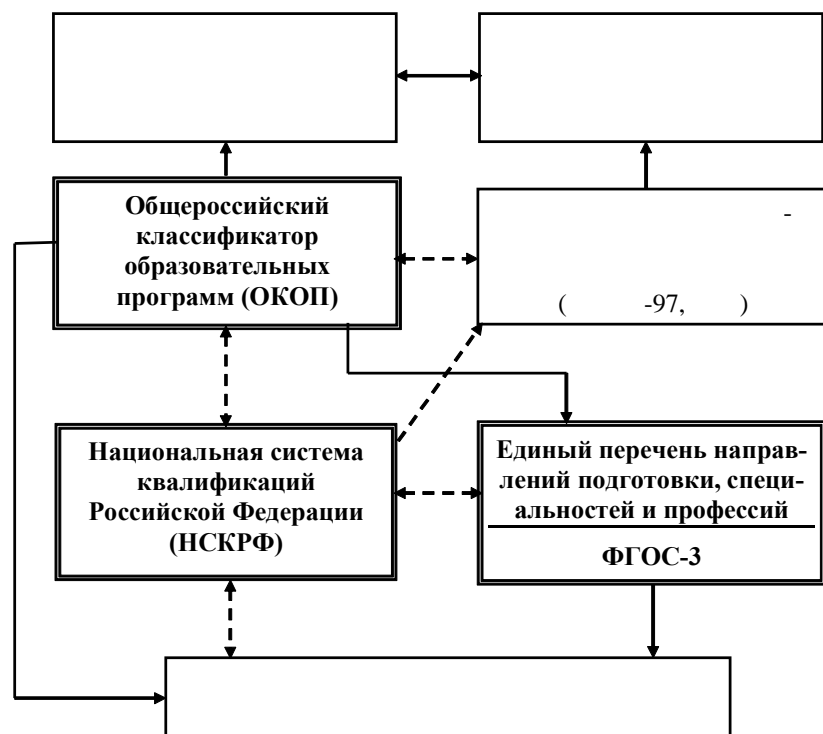 Общероссийский
классификатор
образовательных
программ (ОКОП)
-
( -97, )
Национальная система
квалификаций
Российской Федерации
(НСКРФ)
Единый перечень направ-
лений подготовки, специ-
альностей и профессий
ФГОС-3